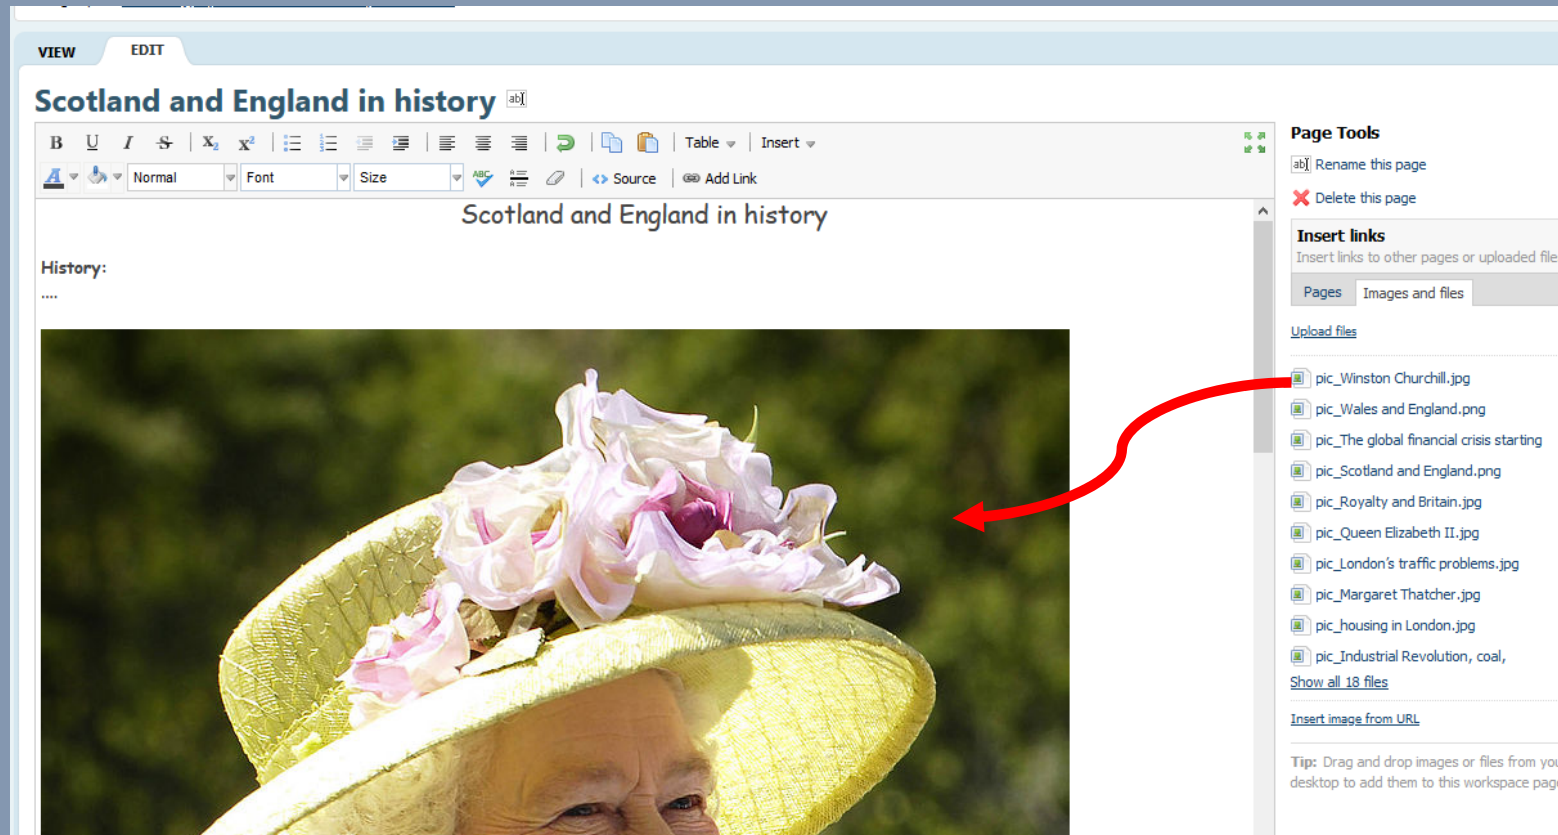 VIEW EDIT
Scotland and England in history ab
B U I S X₂ x² Table Insert
A Normal Font Size ABC Source Add Link
Scotland and England in history
History:
....
Page Tools
ab Rename this page
Delete this page
Insert links
Insert links to other pages or uploaded file
Pages Images and files
Upload files
pic_Winston Churchill.jpg
pic_Wales and England.png
pic_The global financial crisis starting
pic_Scotland and England.png
pic_Royalty and Britain.jpg
pic_Queen Elizabeth II.jpg
pic_London's traffic problems.jpg
pic_Margaret Thatcher.jpg
pic_housing in London.jpg
pic_Industrial Revolution, coal,
Show all 18 files
Insert image from URL
Tip: Drag and drop images or files from you
desktop to add them to this workspace page